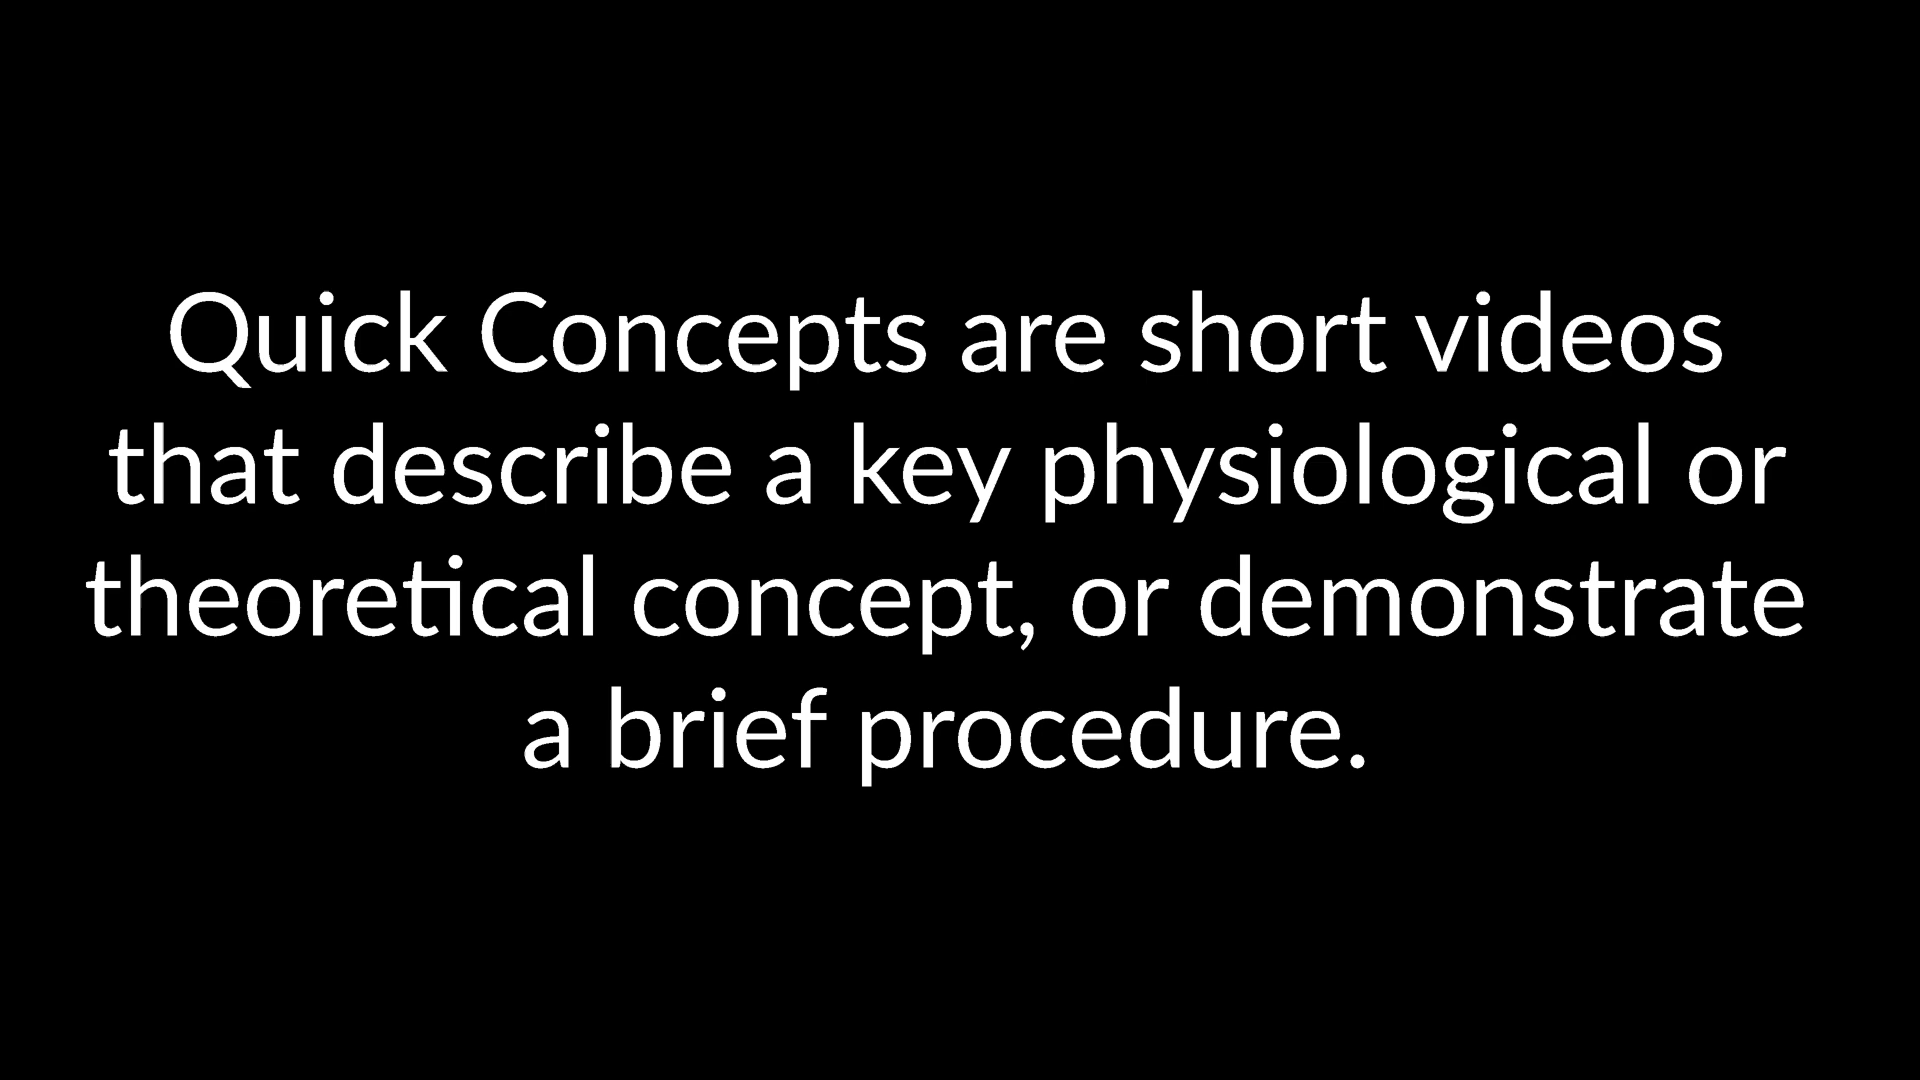 Quick Concepts are short videos
that describe a key physiological or
theoretical concept, or demonstrate
a brief procedure.